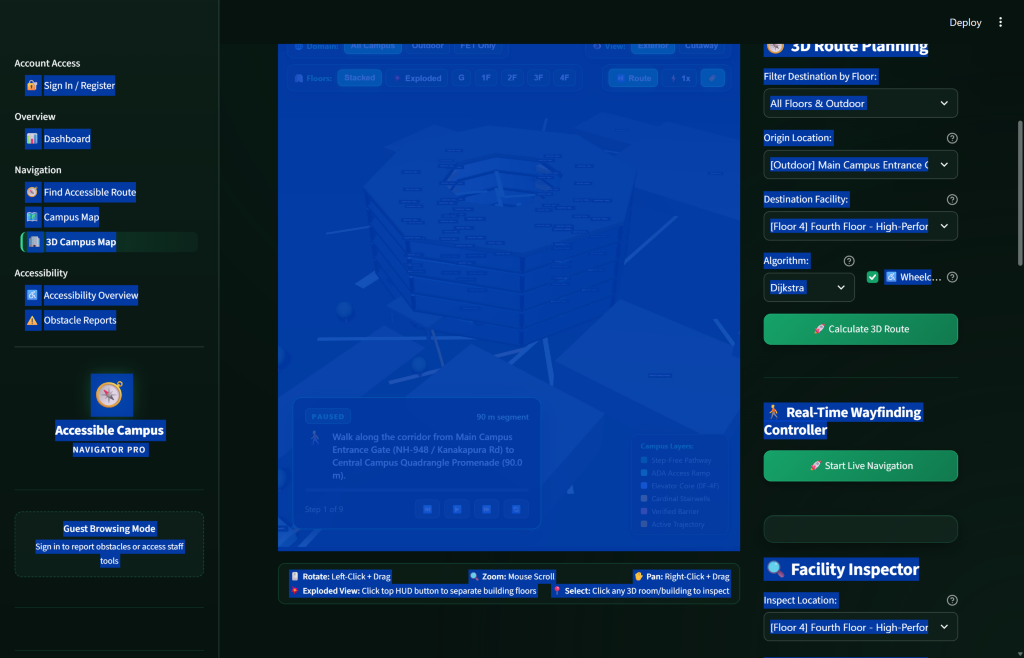 Deploy
Account Access
Sign In / Register
Overview
Dashboard
Navigation
Find Accessible Route
Campus Map
3D Campus Map
Accessibility
Accessibility Overview
Obstacle Reports
Accessible Campus
NAVIGATOR PRO
Guest Browsing Mode
Sign in to report obstacles or access staff
tools
Domain: All Campus Outdoor PET Only
View: Exterior Cutaway
Floors: Stacked Exploded G 1F 2F 3F 4F
Route 1x
PAUSED
90 m segment
Walk along the corridor from Main Campus
Entrance Gate (NH-948 / Kanakapura Rd) to
Central Campus Quadrangle Promenade (90.0
m).
Step 1 of 9
Campus Layers
Step-Free Pathway
ADA Access Ramp
Elevator Core (0F-4F)
Cardinal Stairwells
Verified Barrier
Active Trajectory
Rotate: Left-Click + Drag
Zoom: Mouse Scroll
Pan: Right-Click + Drag
Exploded View: Click top HUD button to separate building floors
Select: Click any 3D room/building to inspect
3D Route Planning
Filter Destination by Floor:
All Floors & Outdoor
Origin Location:
[Outdoor] Main Campus Entrance
Destination Facility:
[Floor 4] Fourth Floor - High-Perfor
Algorithm:
Dijkstra
Wheelc...
Calculate 3D Route
Real-Time Wayfinding
Controller
Start Live Navigation
Facility Inspector
Inspect Location:
[Floor 4] Fourth Floor - High-Perfor